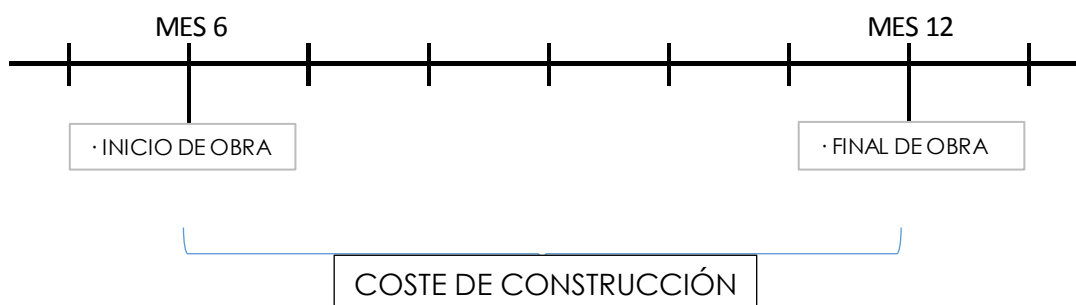 MES 6
MES 12
· INICIO DE OBRA
· FINAL DE OBRA
COSTE DE CONSTRUCCIÓN